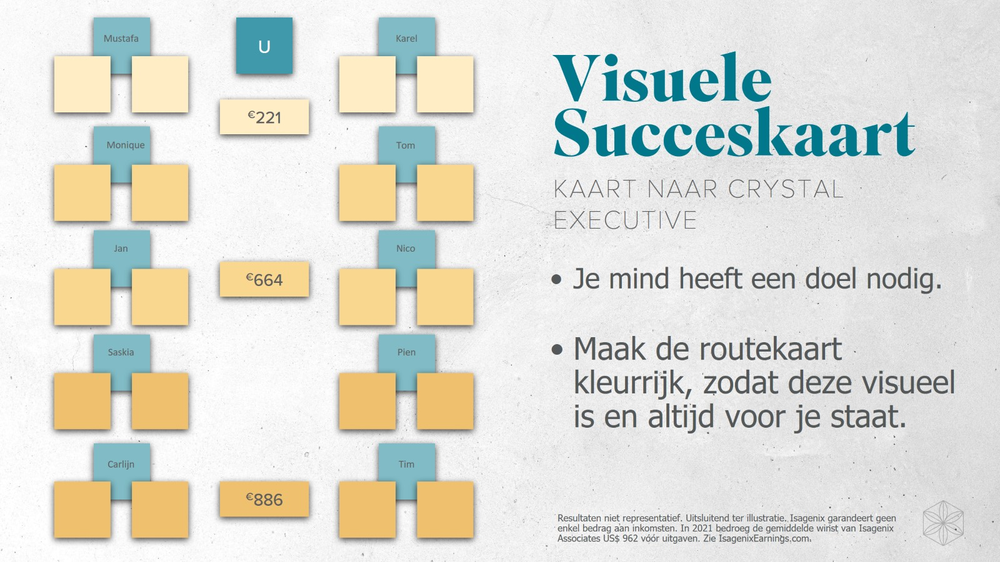 Mustafa
U
Karel
€221
Monique
Tom
Jan
Nico
€664
Saskia
Pien
Carlijn
Tim
€886
Visuele
Succeskaart
KAART NAAR CRYSTAL
EXECUTIVE
• Je mind heeft een doel nodig.
• Maak de routekaart
kleurrijk, zodat deze visueel
is en altijd voor je staat.
Resultaten niet representatief. Uitsluitend ter illustratie. Isagenix garandeert geen
enkel bedrag aan inkomsten. In 2021 bedroeg de gemiddelde winst van Isagenix
Associates US$ 962 vóór uitgaven. Zie IsagenixEarnings.com.